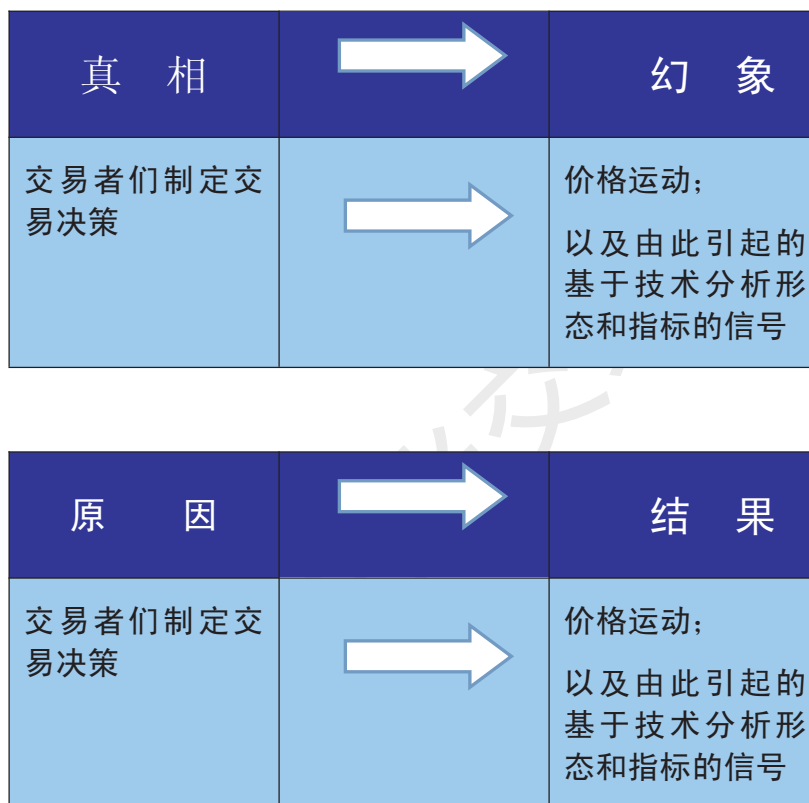 真 相
幻 象
交易者们制定交
易决策
价格运动；
以及由此引起的
基于技术分析形
态和指标的信号
原 因
结 果
交易者们制定交
易决策
价格运动；
以及由此引起的
基于技术分析形
态和指标的信号